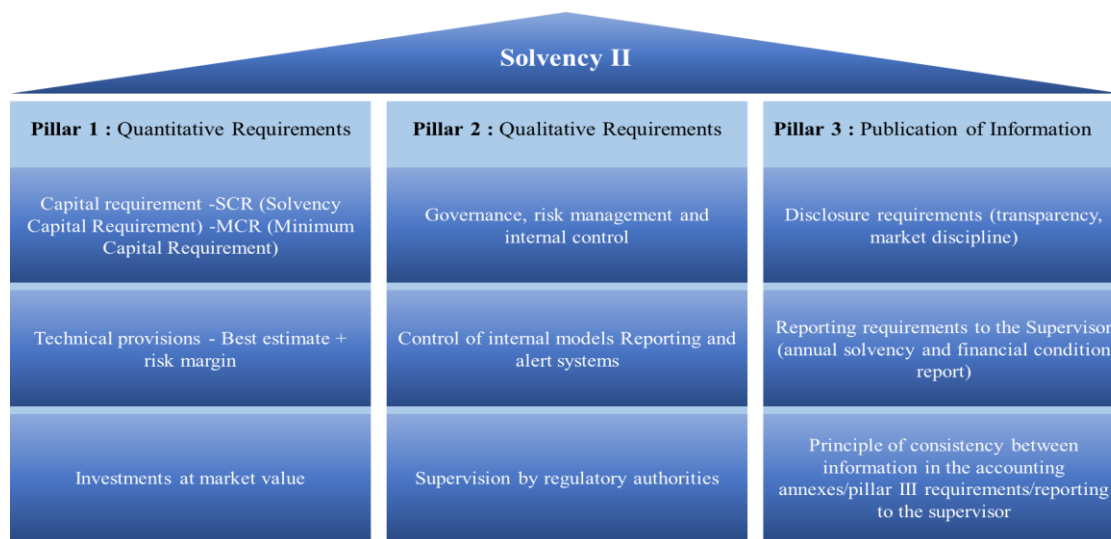 Solvency II
Pillar 1 : Quantitative Requirements
Capital requirement -SCR (Solvency
Capital Requirement) -MCR (Minimum
Capital Requirement)
Technical provisions - Best estimate +
risk margin
Investments at market value
Pillar 2 : Qualitative Requirements
Governance, risk management and
internal control
Control of internal models Reporting and
alert systems
Supervision by regulatory authorities
Pillar 3 : Publication of Information
Disclosure requirements (transparency,
market discipline)
Reporting requirements to the Supervisor
(annual solvency and financial condition
report)
Principle of consistency between
information in the accounting
annexes/pillar III requirements/reporting
to the supervisor